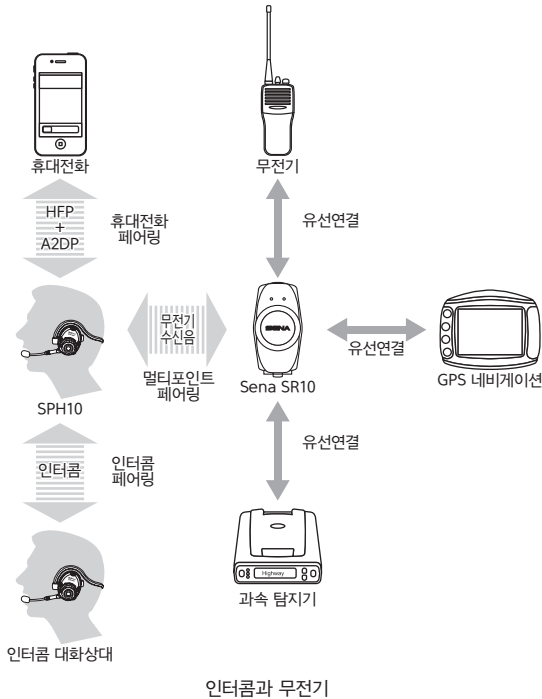 휴대전화
무전기
HFP
+
A2DP
휴대전화
페어링
유선연결
무전기
수신음
SENA
유선연결
멀티포인트
페어링
SPH10
Sena SR10
GPS 네비게이션
인터콤
인터콤
페어링
유선연결
Highway
과속 탐지기
인터콤 대화상대
인터콤과 무전기